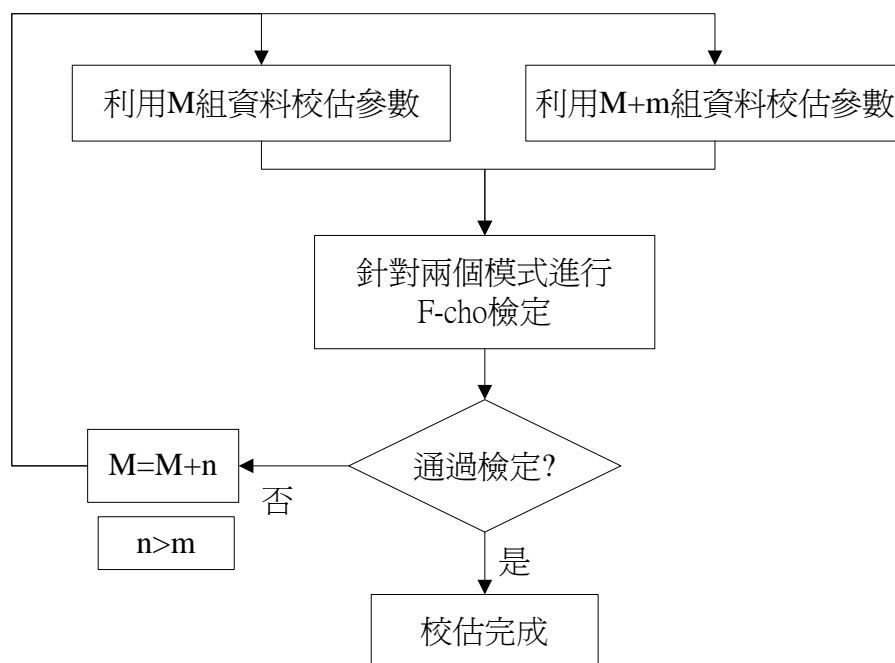 利用M組資料校估參數
利用M+m組資料校估參數
針對兩個模式進行
F-cho檢定
通過檢定?
M=M+n
否
n>m
是
校估完成